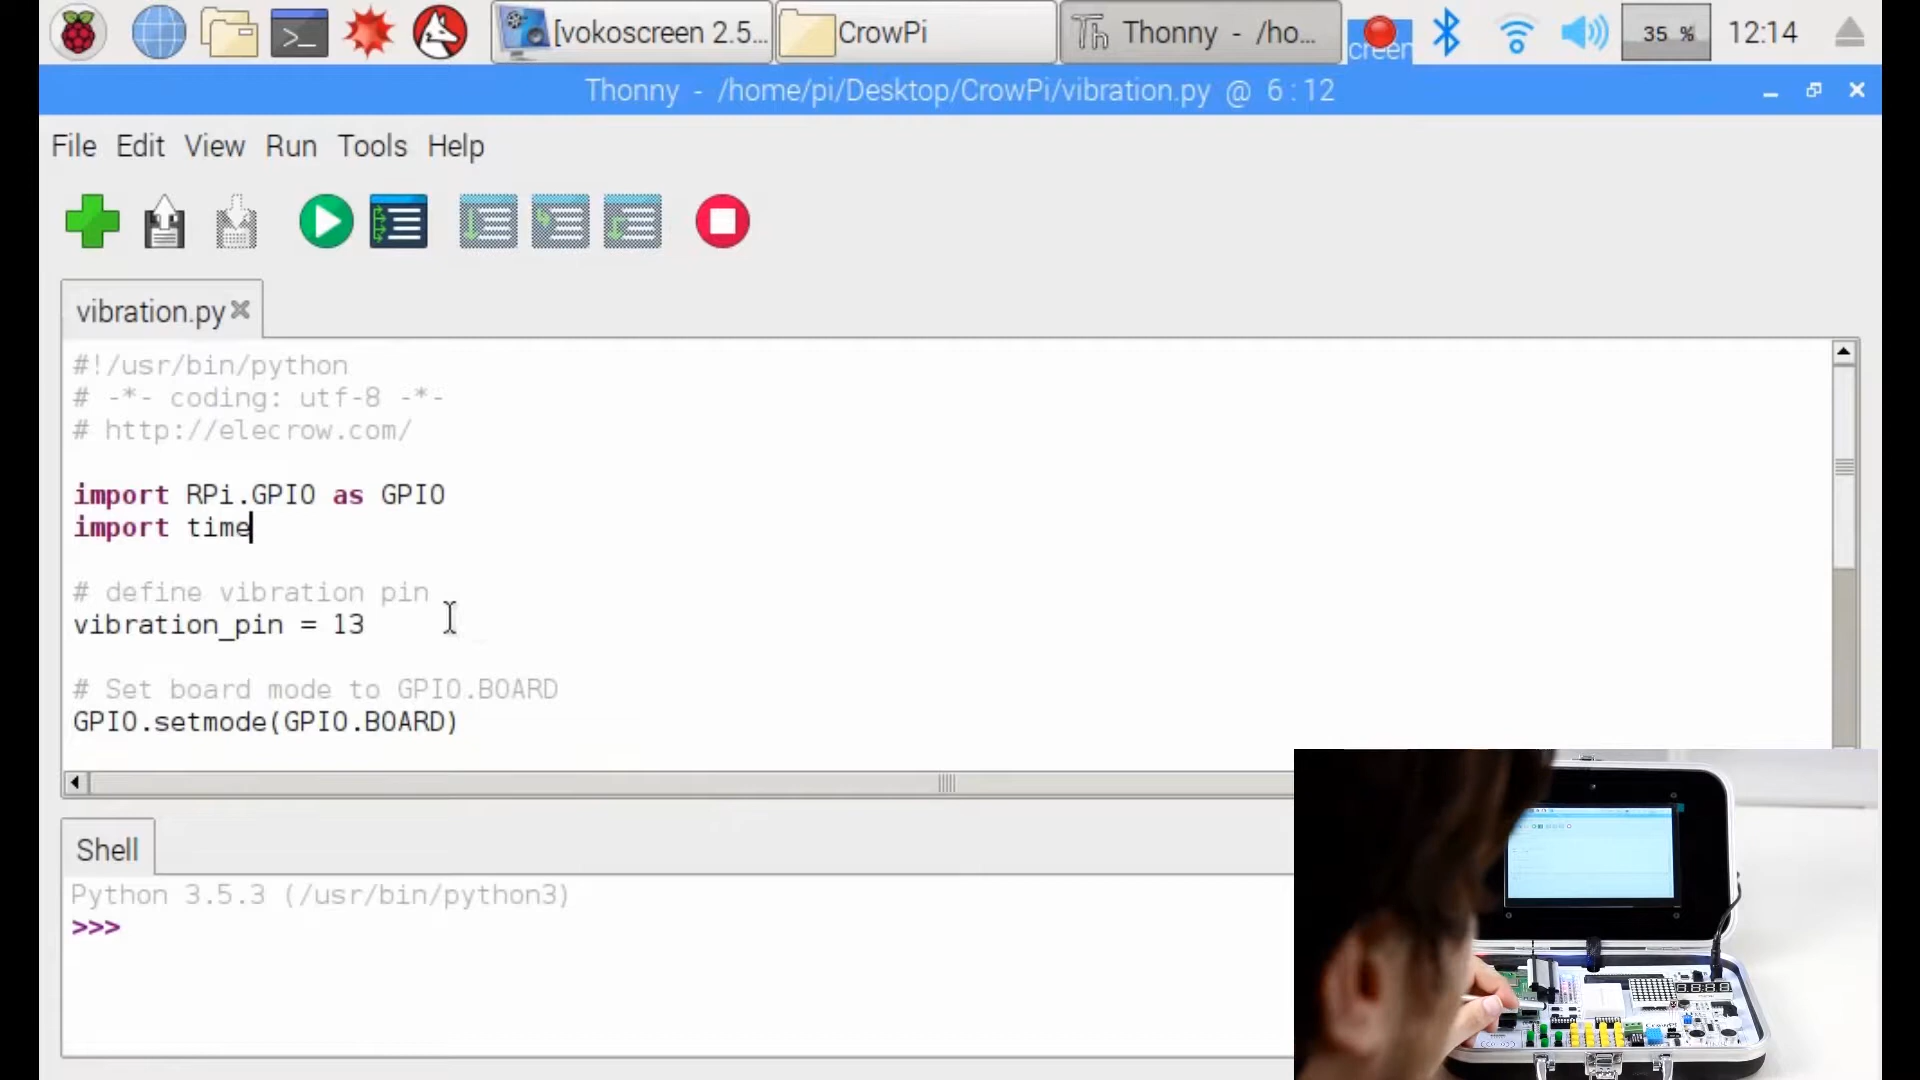 [vokoscreen 2.5...
CrowPi
Thonny - /ho...
creen
35 %
12:14
Thonny - /home/pi/Desktop/CrowPi/vibration.py @ 6 : 12
File Edit View Run Tools Help
vibration.py
#!/usr/bin/python
# -*- coding: utf-8 -*-
# http://elecrow.com/
import RPi.GPIO as GPIO
import time
# define vibration pin
vibration_pin = 13
# Set board mode to GPIO.BOARD
GPIO.setmode(GPIO.BOARD)
Shell
Python 3.5.3 (/usr/bin/python3)
>>>
CrowPi